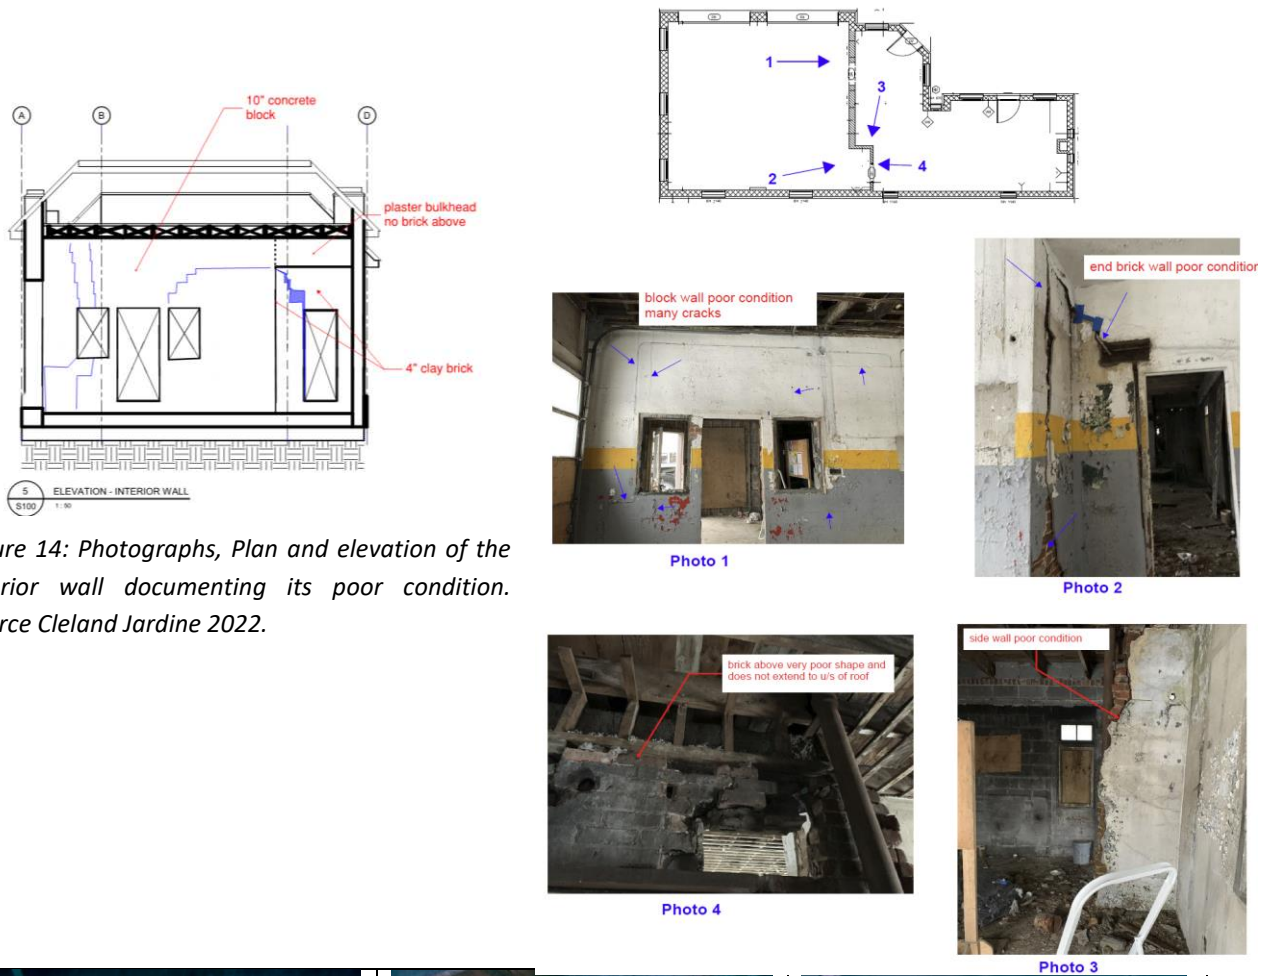 A
B
D
10" concrete
block
plaster bulkhead
no brick above
4" clay brick
5
S100
ELEVATION - INTERIOR WALL
1 : 50
ure 14: Photographs, Plan and elevation of the
rior wall documenting its poor condition.
rce Cleland Jardine 2022.
1
3
2
4
block wall poor condition
many cracks
Photo 1
end brick wall poor condition
Photo 2
brick above very poor shape and
does not extend to u/s of roof
Photo 4
side wall poor condition
Photo 3